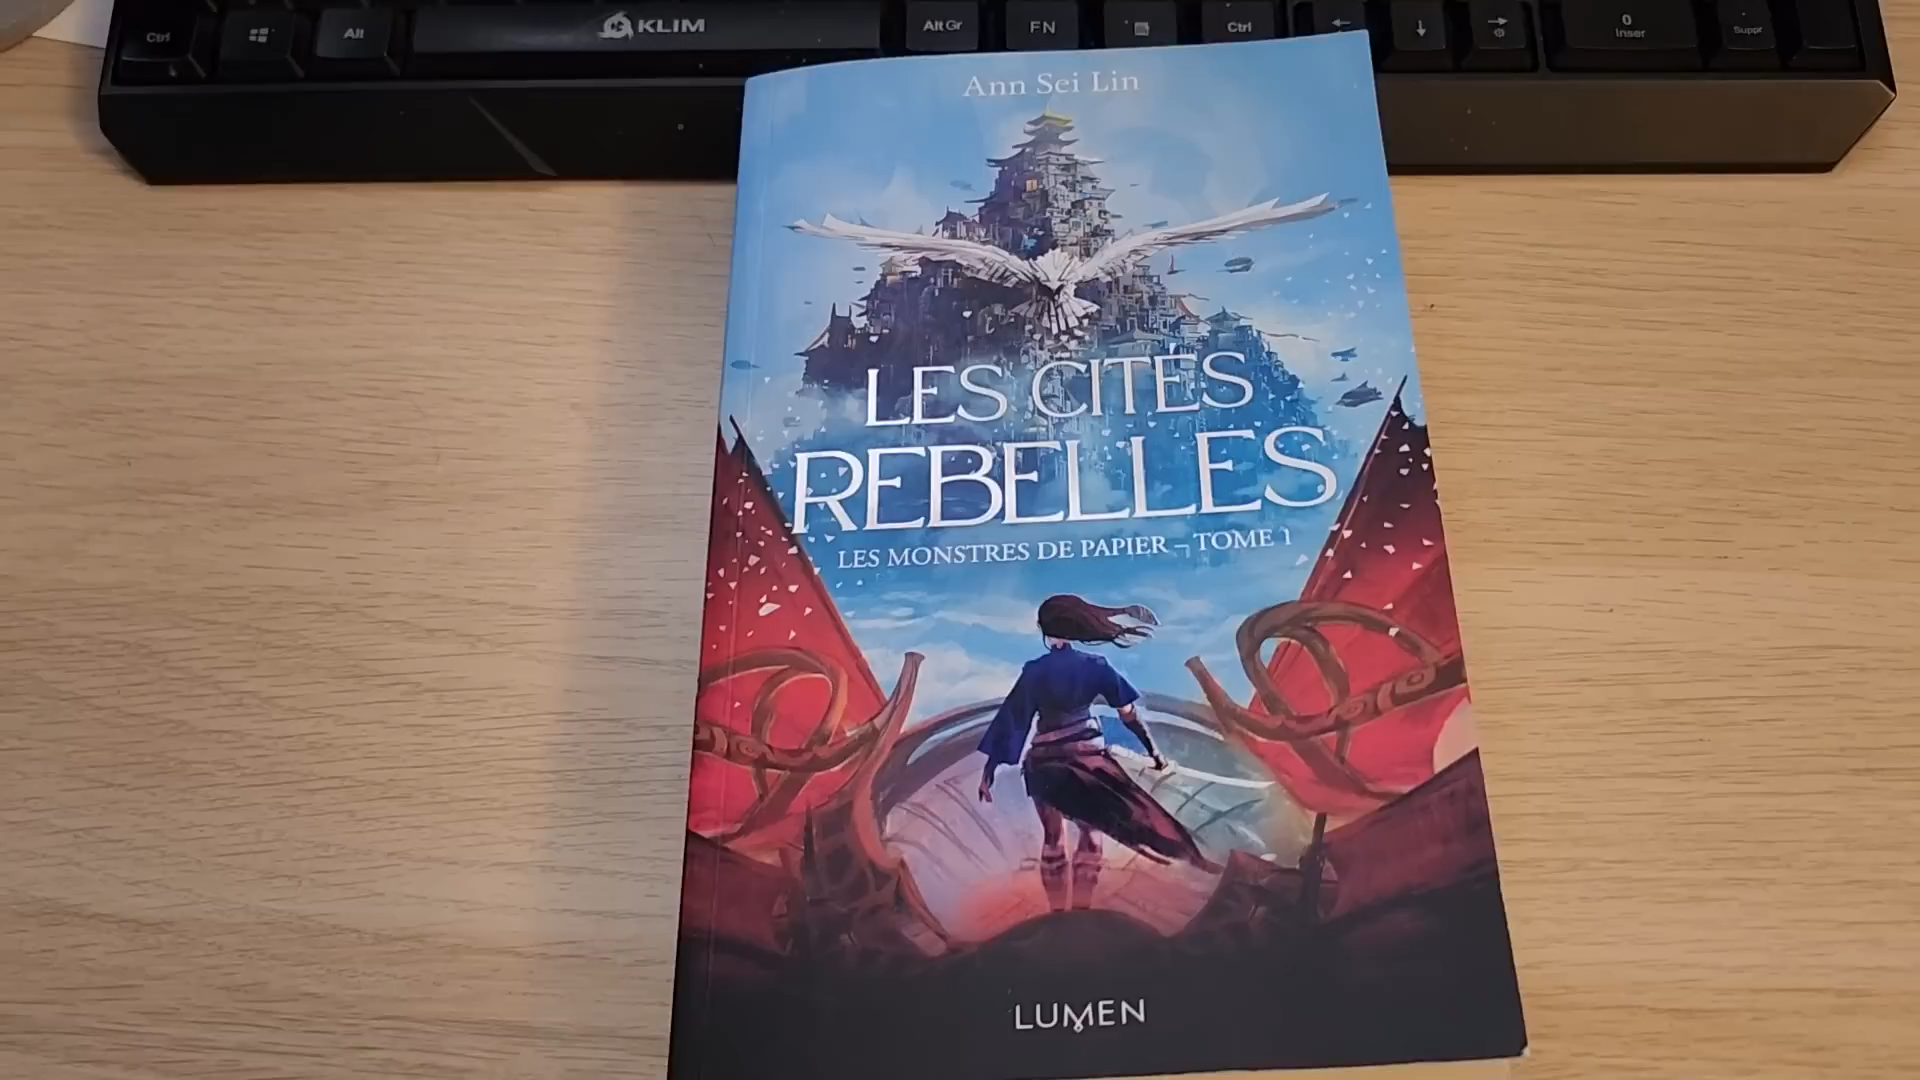 Ctrl
Alt
KLIM
Alt Gr
FN
Ctrl
0
Inser
Suppr
Ann Sei Lin
LES CITÉS
REBELLES
LES MONSTRES DE PAPIER – TOME 1
LUMEN